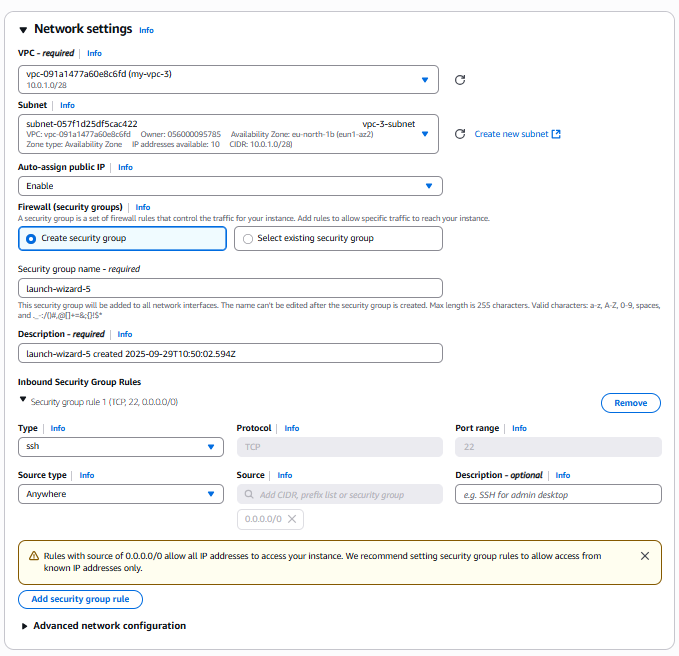 Network settings Info
VPC - required Info
vpc-091a1477a60e8c6fd (my-vpc-3)
10.0.1.0/28
Subnet Info
subnet-057f1d25df5cac422 vpc-3-subnet
VPC: vpc-091a1477a60e8c6fd Owner: 056000095785 Availability Zone: eu-north-1b (eun1-az2)
Zone type: Availability Zone IP addresses available: 10 CIDR: 10.0.1.0/28)
Create new subnet
Auto-assign public IP Info
Enable
Firewall (security groups) Info
A security group is a set of firewall rules that control the traffic for your instance. Add rules to allow specific traffic to reach your instance.
Create security group Select existing security group
Security group name - required
launch-wizard-5
This security group will be added to all network interfaces. The name can't be edited after the security group is created. Max length is 255 characters. Valid characters: a-z, A-Z, 0-9, spaces,
and ._-:/()#,@[]+=&;{}!$*
Description - required Info
launch-wizard-5 created 2025-09-29T10:50:02.594Z
Inbound Security Group Rules
Security group rule 1 (TCP, 22, 0.0.0.0/0) Remove
Type Info Protocol Info Port range Info
ssh TCP 22
Source type Info Source Info Description - optional Info
Anywhere Add CIDR, prefix list or security group e.g. SSH for admin desktop
0.0.0.0/0
Rules with source of 0.0.0.0/0 allow all IP addresses to access your instance. We recommend setting security group rules to allow access from
known IP addresses only.
Add security group rule
Advanced network configuration